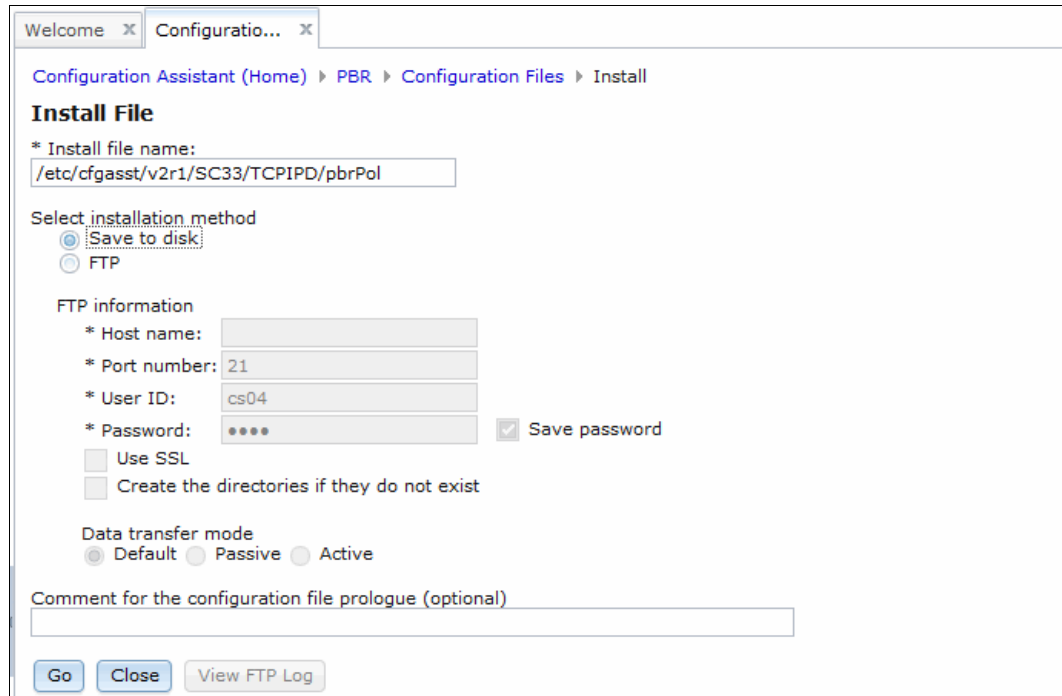 Welcome x Configuratio... x
Configuration Assistant (Home) PBR Configuration Files Install
Install File
* Install file name:
/etc/cfgasst/v2r1/SC33/TCPIPD/pbrPol
Select installation method
Save to disk
FTP
FTP information
* Host name:
* Port number: 21
* User ID: cs04
* Password: ●●●● Save password
Use SSL
Create the directories if they do not exist
Data transfer mode
Default Passive Active
Comment for the configuration file prologue (optional)
Go Close View FTP Log